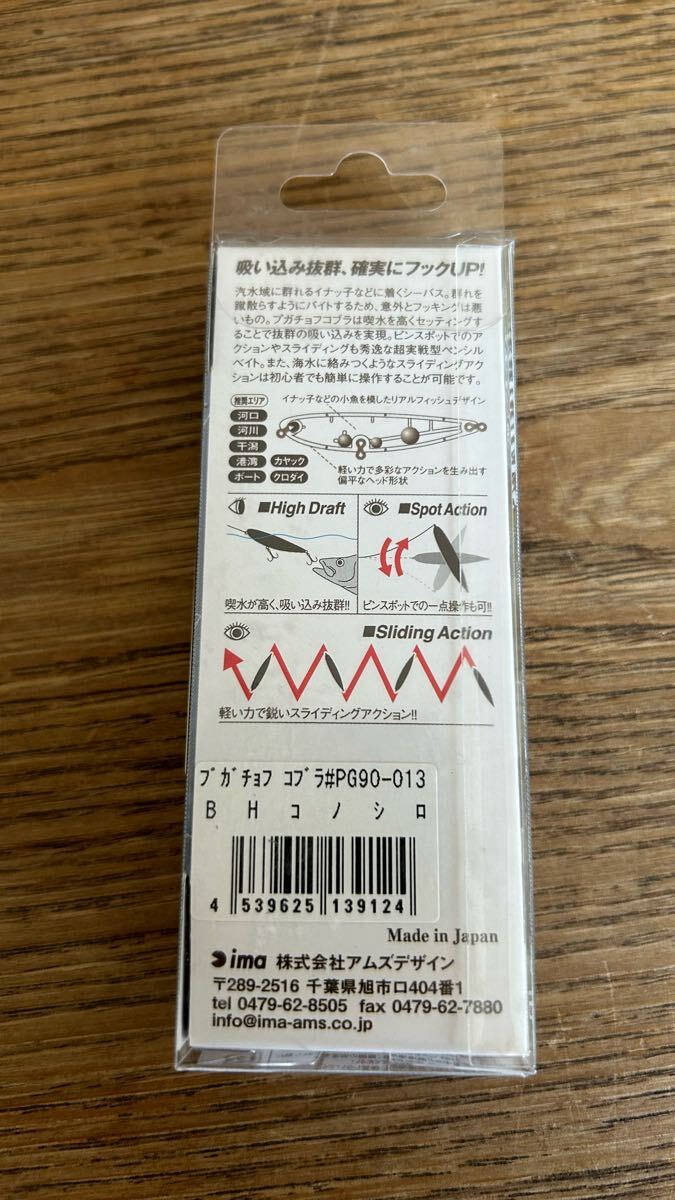 吸い込み抜群、確実にフックUP!
汽水域に群れるイナッ子などに着くシーバス。群れを
蹴散らすようにバイトするため、意外とフッキングは悪
いもの。プガチョフコブラは喫水を高くセッティングす
ることで抜群の吸い込みを実現。ピンスポットでのア
クションやスライディングも秀逸な超実戦型ペンシル
ベイト。また、海水に絡みつくようなスライディングアク
ションは初心者でも簡単に操作することが可能です。
推奨エリア
河口
河川
干潟
港湾 カヤック
ボート クロダイ
イナッ子などの小魚を模したリアルフィッシュデザイン
軽い力で多彩なアクションを生み出す
偏平なヘッド形状
■High Draft
喫水が高く、吸い込み抜群!!
■Spot Action
ピンスポットでの一点操作も可!!
■Sliding Action
軽い力で鋭いスライディングアクション!!
ﾌﾟｶﾞﾁｮﾌ ｺﾌﾞﾗ#PG90-013
B H ｺ ﾉ ｼ ﾛ
4 539625 139124
Made in Japan
ima 株式会社アムズデザイン
〒289-2516 千葉県旭市ロ404番1
tel 0479-62-8505 fax 0479-62-7880
info@ima-ams.co.jp